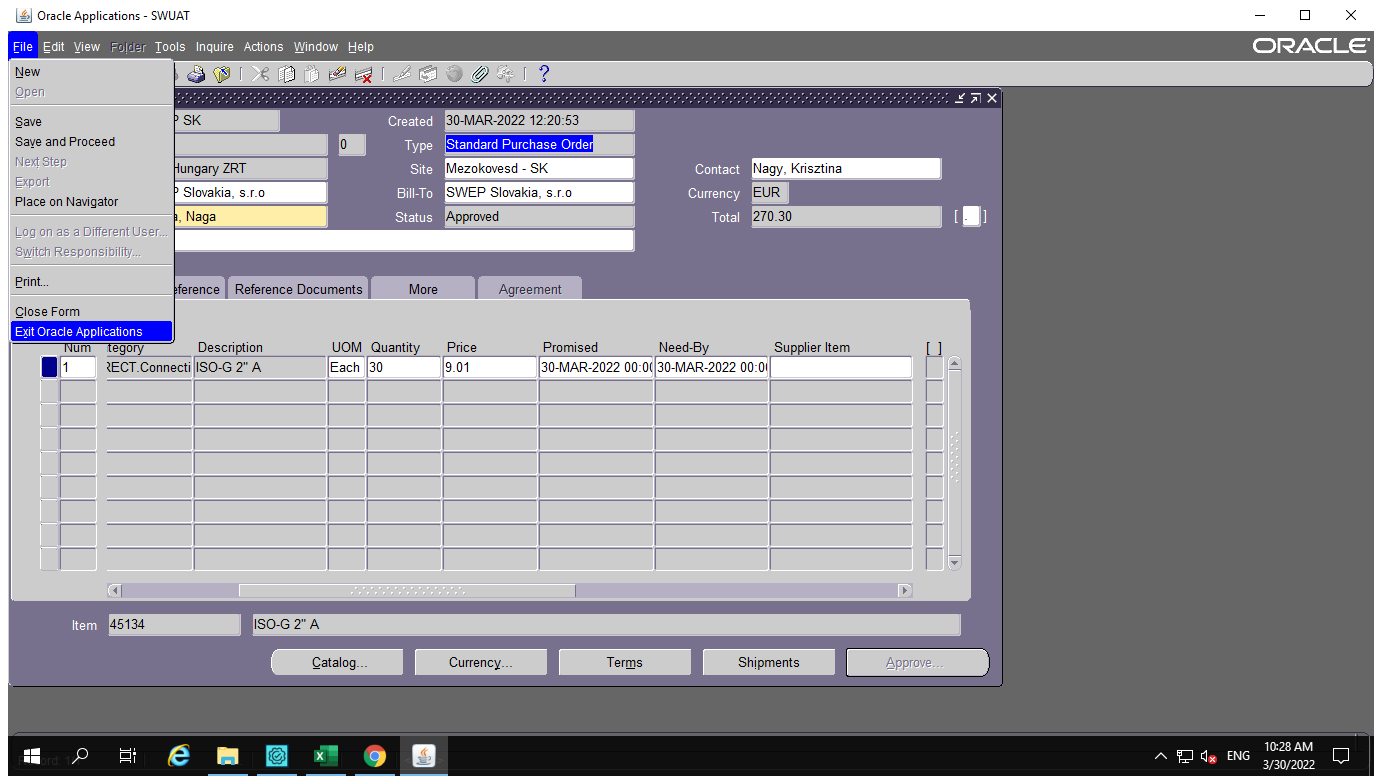 Oracle Applications - SWUAT
File Edit View Folder Tools Inquire Actions Window Help
ORACLE
New
Open
Save
Save and Proceed
Next Step
Export
Place on Navigator
Log on as a Different User...
Switch Responsibility...
Print...
Close Form
Exit Oracle Applications
P SK Created 30-MAR-2022 12:20:53
0 Type Standard Purchase Order
Hungary ZRT Site Mezokovesd - SK Contact Nagy, Krisztina
P Slovakia, s.r.o Bill-To SWEP Slovakia, s.r.o Currency EUR
a, Naga Status Approved Total 270.30 [ . ]
eference Reference Documents More Agreement
Num tegory Description UOM Quantity Price Promised Need-By Supplier Item [ ]
1 RECT.Connecti ISO-G 2" A Each 30 9.01 30-MAR-2022 00:00 30-MAR-2022 00:00
Item 45134 ISO-G 2" A
Catalog... Currency... Terms Shipments Approve...
ENG 10:28 AM
3/30/2022